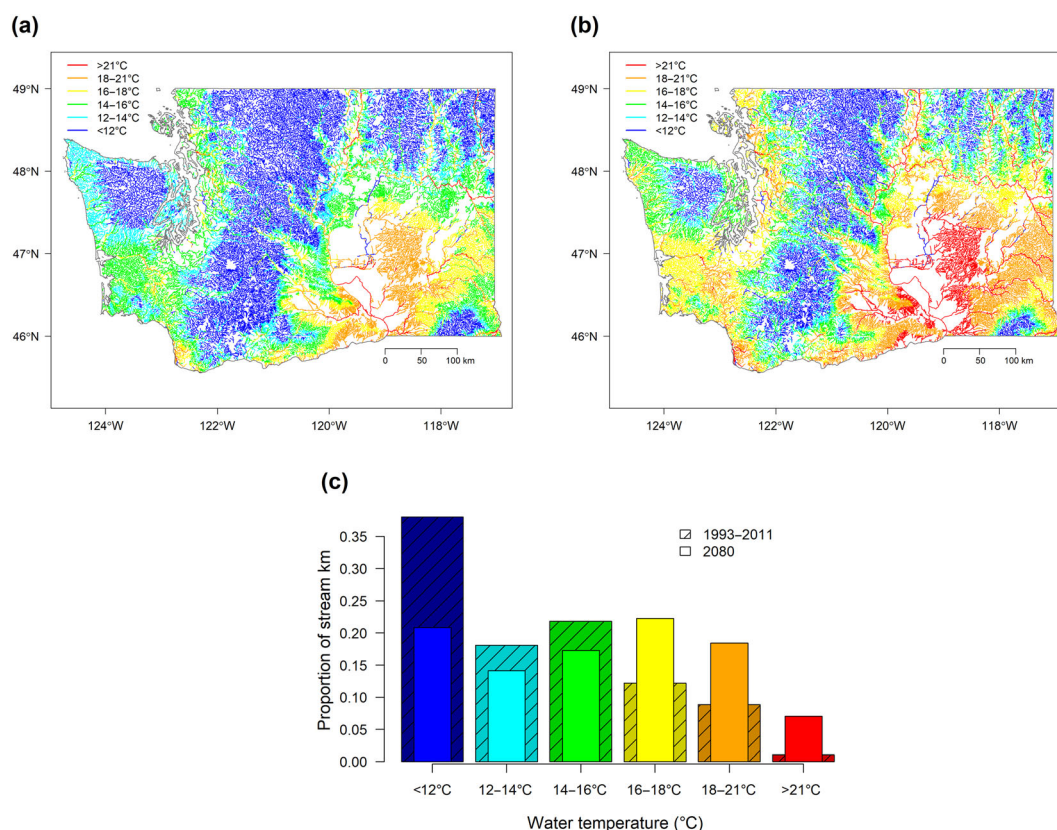 (a)
>21°C
18–21°C
16–18°C
14–16°C
12–14°C
<12°C
49°N
48°N
47°N
46°N
0 50 100 km
124°W 122°W 120°W 118°W
(b)
>21°C
18–21°C
16–18°C
14–16°C
12–14°C
<12°C
49°N
48°N
47°N
46°N
0 50 100 km
124°W 122°W 120°W 118°W
(c)
Proportion of stream km
0.35
0.30
0.25
0.20
0.15
0.10
0.05
0.00
1993–2011
2080
<12°C 12–14°C 14–16°C 16–18°C 18–21°C >21°C
Water temperature (°C)